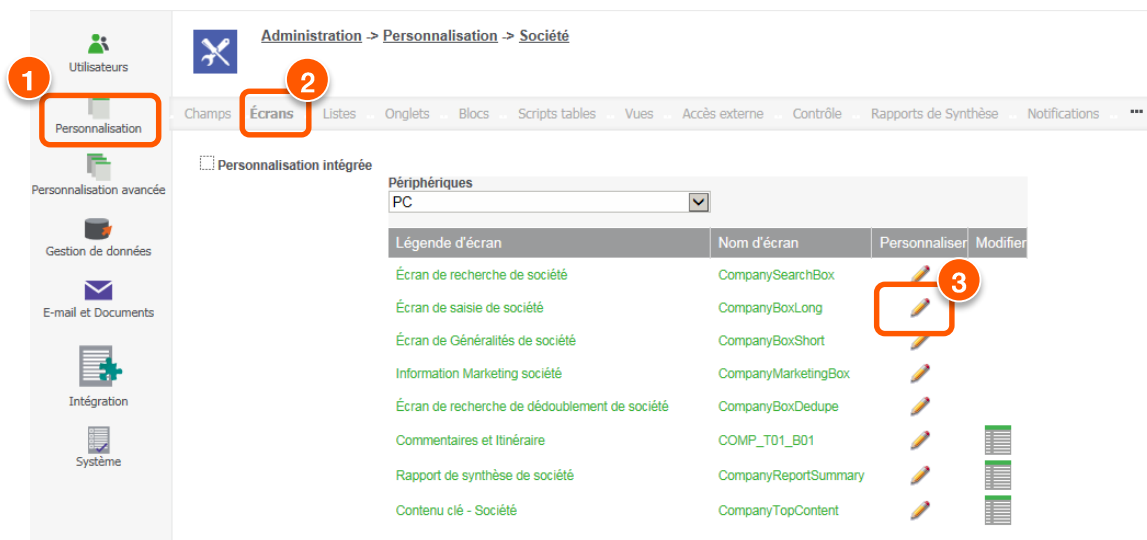 Administration -> Personnalisation -> Société
Utilisateurs
1
2
Champs Écrans Listes Onglets Blocs Scripts tables Vues Accès externe Contrôle Rapports de Synthèse Notifications ...
Personnalisation
Personnalisation intégrée
Personnalisation avancée
Périphériques
PC
Gestion de données
Légende d'écran Nom d'écran Personnaliser Modifier
Écran de recherche de société CompanySearchBox
3
E-mail et Documents
Écran de saisie de société CompanyBoxLong
Écran de Généralités de société CompanyBoxShort
Information Marketing société CompanyMarketingBox
Intégration
Écran de recherche de dédoublement de société CompanyBoxDedupe
Commentaires et Itinéraire COMP_T01_B01
Système
Rapport de synthèse de société CompanyReportSummary
Contenu clé - Société CompanyTopContent